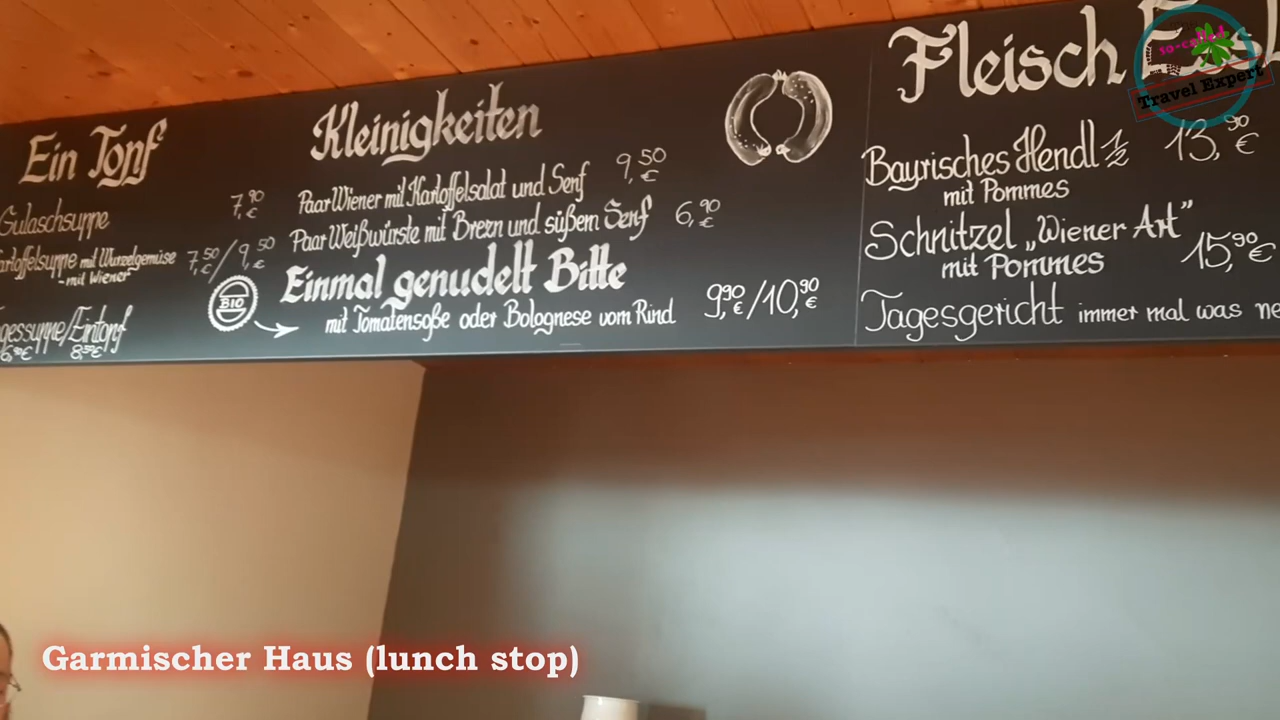 Ein Topf
Gulaschsuppe 7,90 €
Kartoffelsuppe mit Wurzelgemüse 7,50 € / 9,50 €
- mit Wiener -
Tagessuppe/Eintopf
6,90€ 8,50€
Kleinigkeiten
Paar Wiener mit Kartoffelsalat und Senf 9,50 €
Paar Weißwürste mit Brezn und süßem Senf 6,90 €
Einmal genudelt Bitte
BIO
mit Tomatensoße oder Bolognese vom Rind 9,90 € / 10,90 €
Fleisch
Bayrisches Hendl 1/2 13,90 €
mit Pommes
Schnitzel „Wiener Art"
mit Pommes 15,90 €
Tagesgericht immer mal was
so-called
Travel Expert
Garmischer Haus (lunch stop)